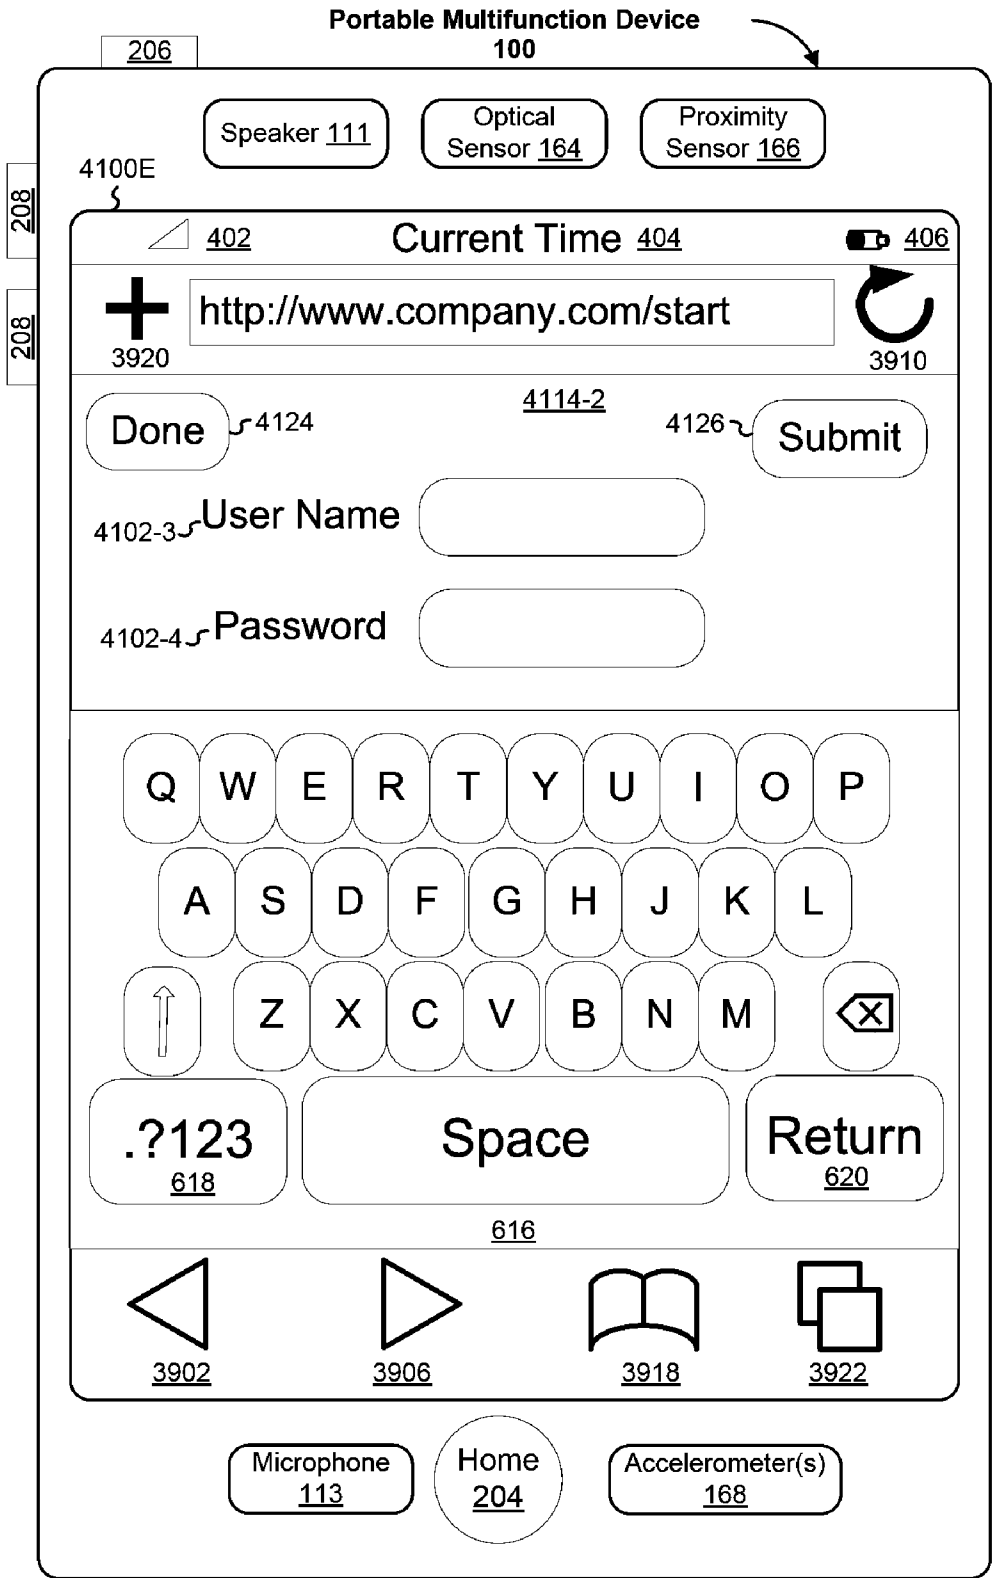 Portable Multifunction Device
100
206
Speaker 111
Optical
Sensor 164
Proximity
Sensor 166
208
208
4100E
402
Current Time 404
406
3920
http://www.company.com/start
3910
4114-2
Done
4124
4126
Submit
4102-3
User Name
4102-4
Password
Q W E R T Y U I O P
A S D F G H J K L
Z X C V B N M
.?123
618
Space
Return
620
616
3902
3906
3918
3922
Microphone
113
Home
204
Accelerometer(s)
168